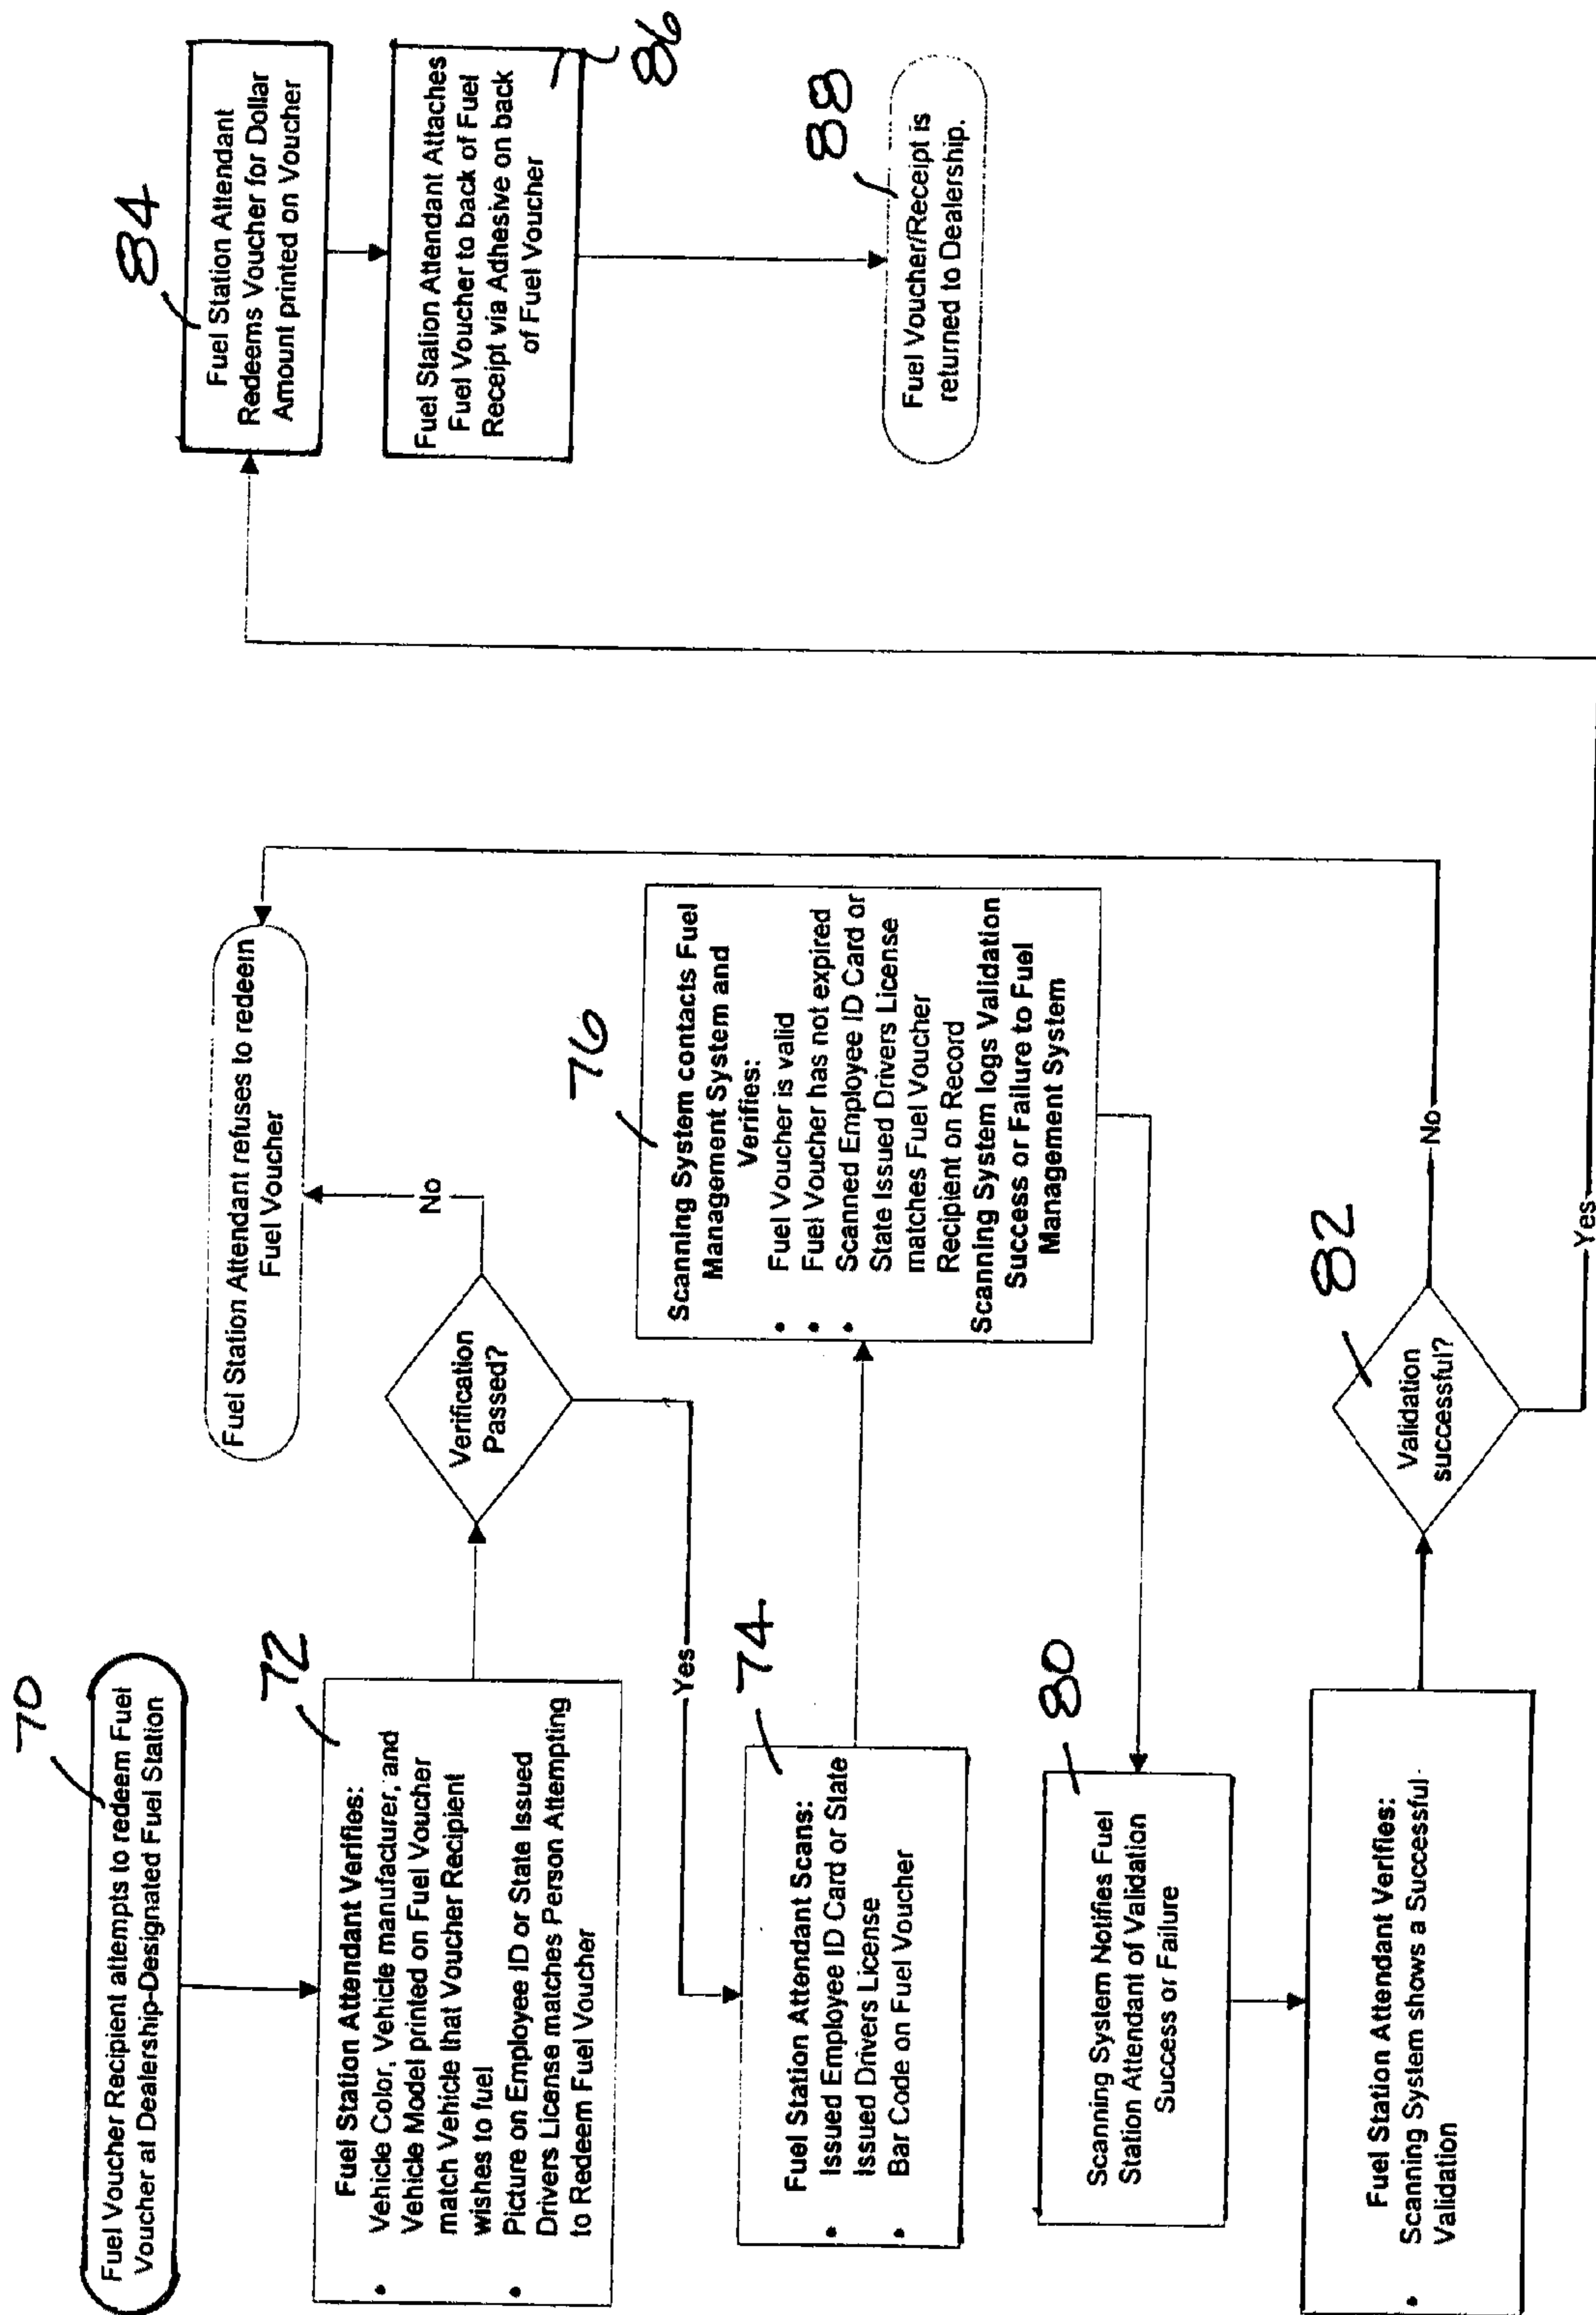 70
Fuel Voucher Recipient attempts to redeem Fuel
Voucher at Dealership-Designated Fuel Station
72
Fuel Station Attendant Verifies:
• Vehicle Color, Vehicle manufacturer, and
Vehicle Model printed on Fuel Voucher
match Vehicle that Voucher Recipient
wishes to fuel
• Picture on Employee ID or State Issued
Drivers License matches Person Attempting
to Redeem Fuel Voucher
Verification
Passed?
No
Fuel Station Attendant refuses to redeem
Fuel Voucher
Yes
74
Fuel Station Attendant Scans:
• Issued Employee ID Card or State
Issued Drivers License
• Bar Code on Fuel Voucher
76
Scanning System contacts Fuel
Management System and
Verifies:
• Fuel Voucher is valid
• Fuel Voucher has not expired
• Scanned Employee ID Card or
State Issued Drivers License
matches Fuel Voucher
Recipient on Record
Scanning System logs Validation
Success or Failure to Fuel
Management System
80
Scanning System Notifies Fuel
Station Attendant of Validation
Success or Failure
Fuel Station Attendant Verifies:
• Scanning System shows a Successful
Validation
82
Validation
successful?
No
Yes
84
Fuel Station Attendant
Redeems Voucher for Dollar
Amount printed on Voucher
86
Fuel Station Attendant Attaches
Fuel Voucher to back of Fuel
Receipt via Adhesive on back
of Fuel Voucher
88
Fuel Voucher/Receipt is
returned to Dealership.